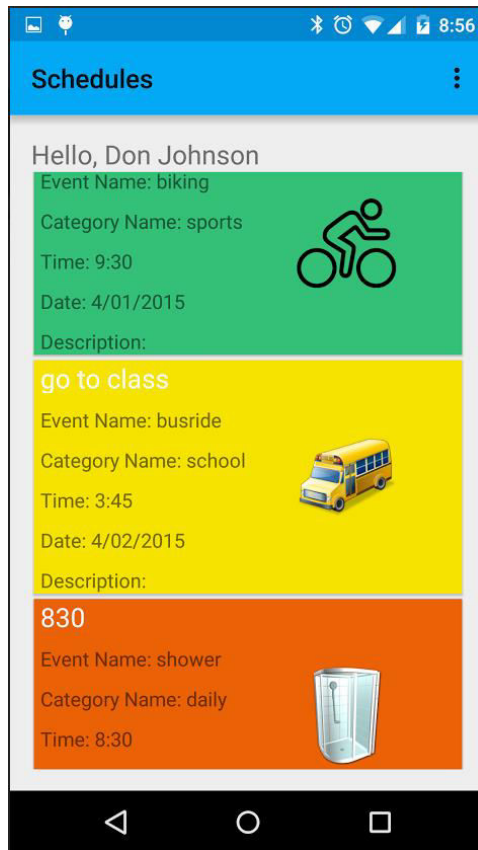 8:56
Schedules
Hello, Don Johnson
Event Name: biking
Category Name: sports
Time: 9:30
Date: 4/01/2015
Description:
go to class
Event Name: busride
Category Name: school
Time: 3:45
Date: 4/02/2015
Description:
830
Event Name: shower
Category Name: daily
Time: 8:30